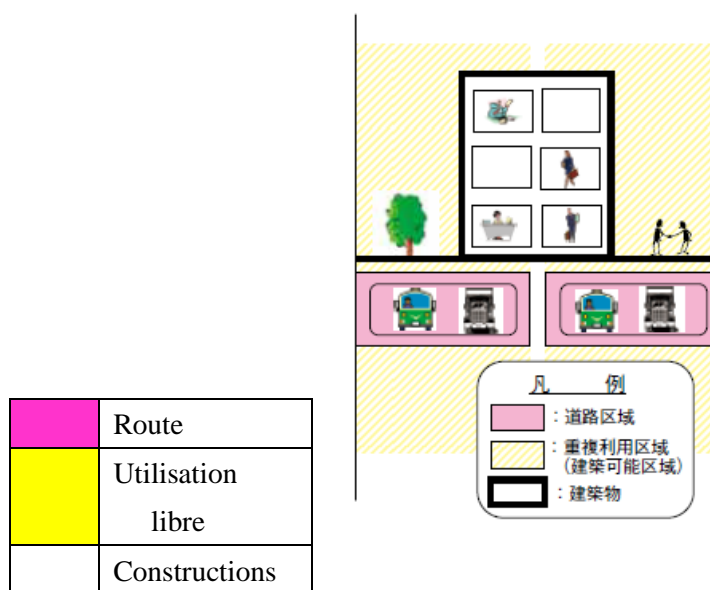 凡 例
：道路区域
：重複利用区域
（建築可能区域）
：建築物
Route
Utilisation
libre
Constructions